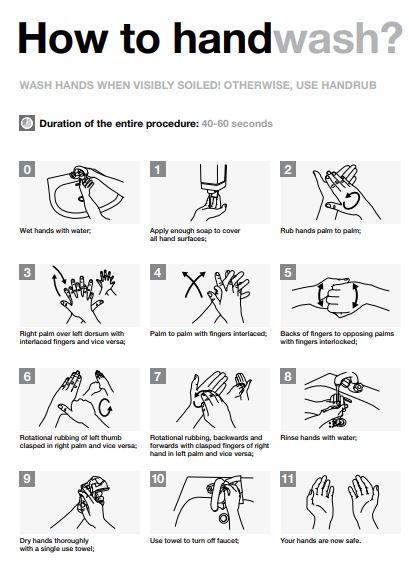 How to handwash?
WASH HANDS WHEN VISIBLY SOILED! OTHERWISE, USE HANDRUB
Duration of the entire procedure: 40-60 seconds
0
Wet hands with water;
1
Apply enough soap to cover
all hand surfaces;
2
Rub hands palm to palm;
3
Right palm over left dorsum with
interlaced fingers and vice versa;
4
Palm to palm with fingers interlaced;
5
Backs of fingers to opposing palms
with fingers interlocked;
6
Rotational rubbing of left thumb
clasped in right palm and vice versa;
7
Rotational rubbing, backwards and
forwards with clasped fingers of right
hand in left palm and vice versa;
8
Rinse hands with water;
9
Dry hands thoroughly
with a single use towel;
10
Use towel to turn off faucet;
11
Your hands are now safe.